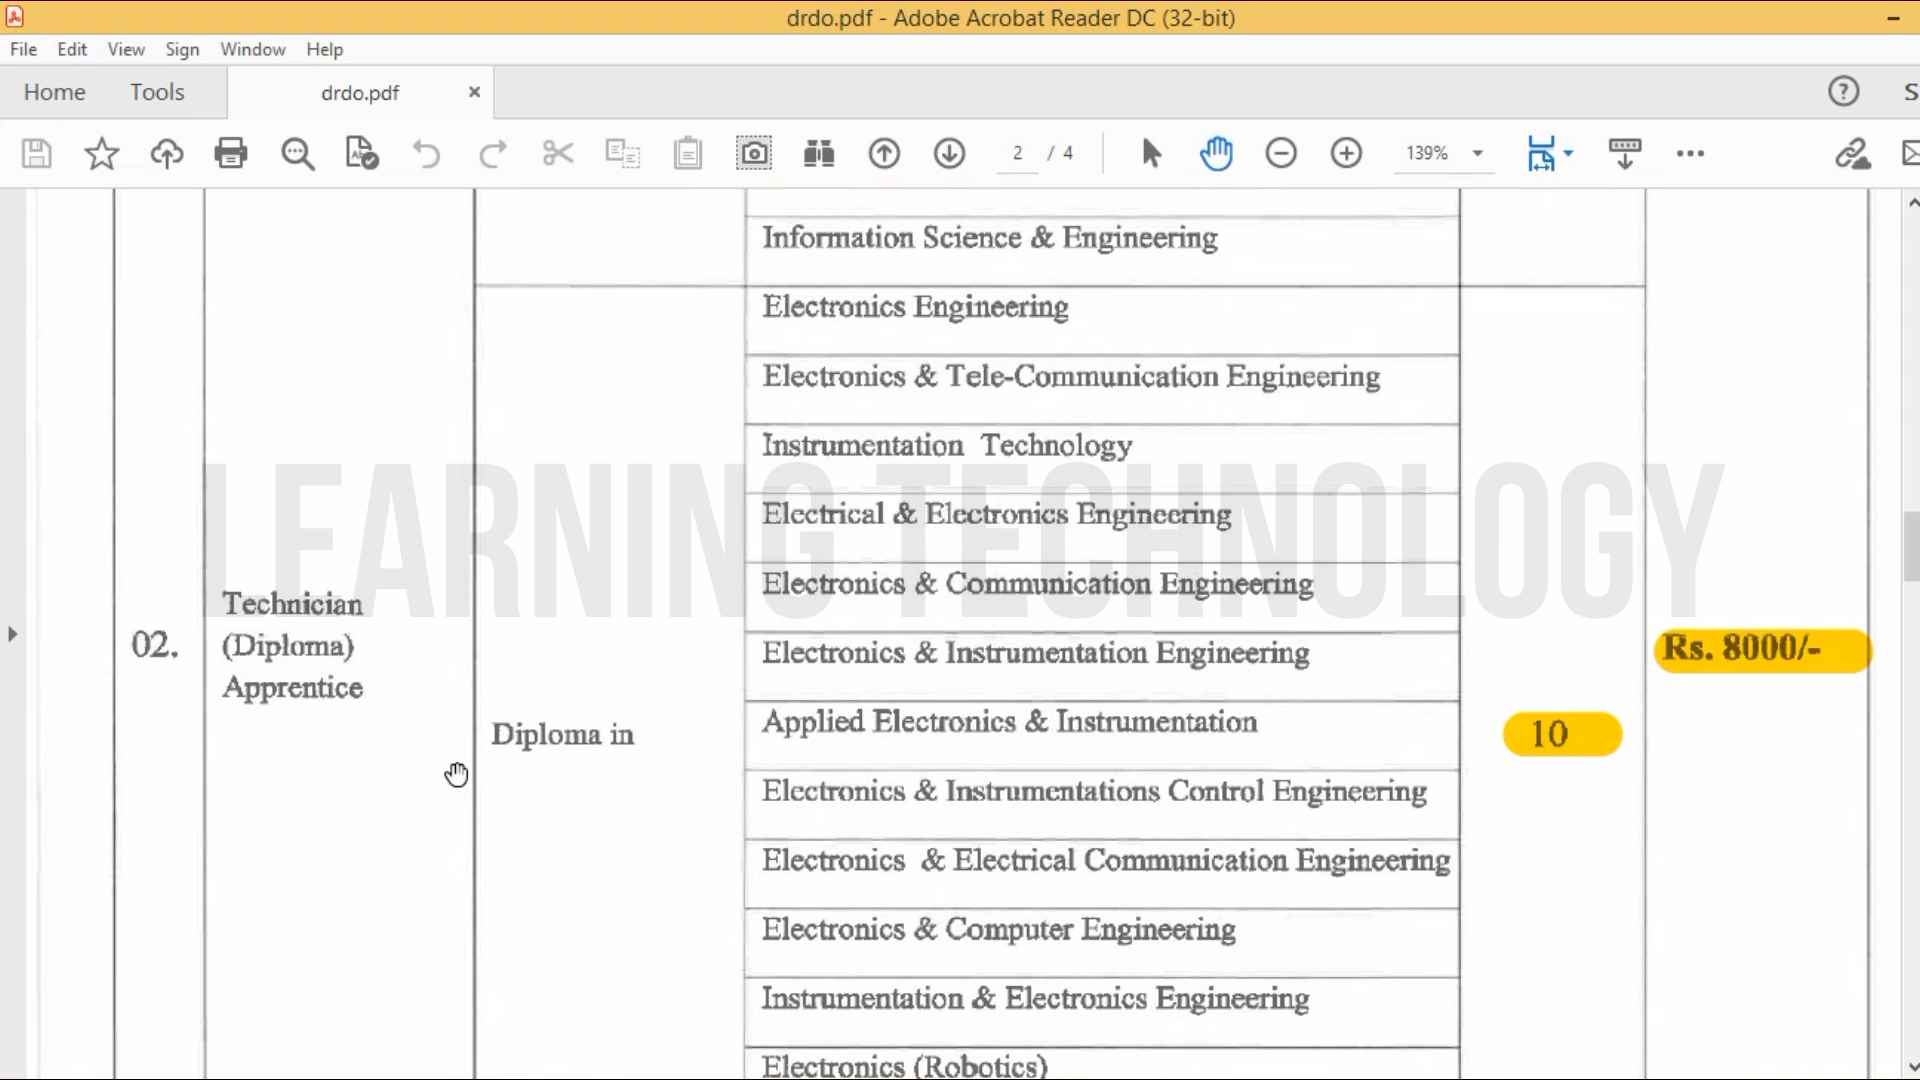 drdo.pdf - Adobe Acrobat Reader DC (32-bit)
File Edit View Sign Window Help
Home Tools drdo.pdf
2 / 4 139%
Information Science & Engineering
Electronics Engineering
Electronics & Tele-Communication Engineering
Instrumentation Technology
Electrical & Electronics Engineering
LEARNING TECHNOLOGY
Electronics & Communication Engineering
02.
Technician
(Diploma)
Apprentice
Electronics & Instrumentation Engineering
Rs. 8000/-
Diploma in
Applied Electronics & Instrumentation
10
Electronics & Instrumentations Control Engineering
Electronics & Electrical Communication Engineering
Electronics & Computer Engineering
Instrumentation & Electronics Engineering
Electronics (Robotics)